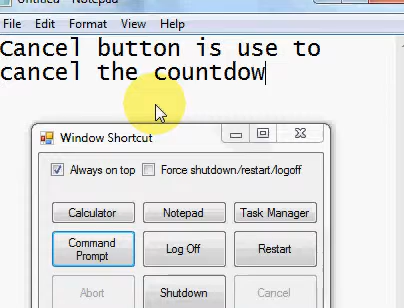 Untitled - Notepad
File Edit Format View Help
Cancel button is use to
cancel the countdow
Window Shortcut
Always on top Force shutdown/restart/logoff
Calculator Notepad Task Manager
Command Prompt Log Off Restart
Abort Shutdown Cancel